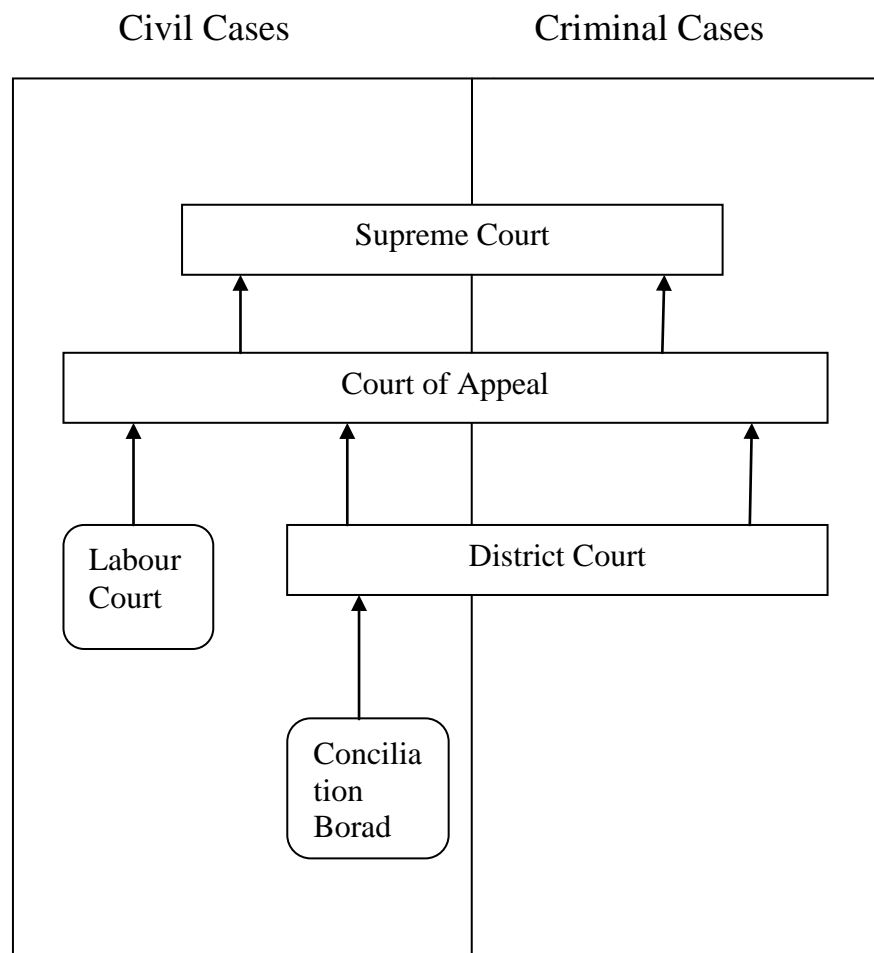 Civil Cases
Criminal Cases
Supreme Court
Court of Appeal
Labour
Court
District Court
Concilia
tion
Borad